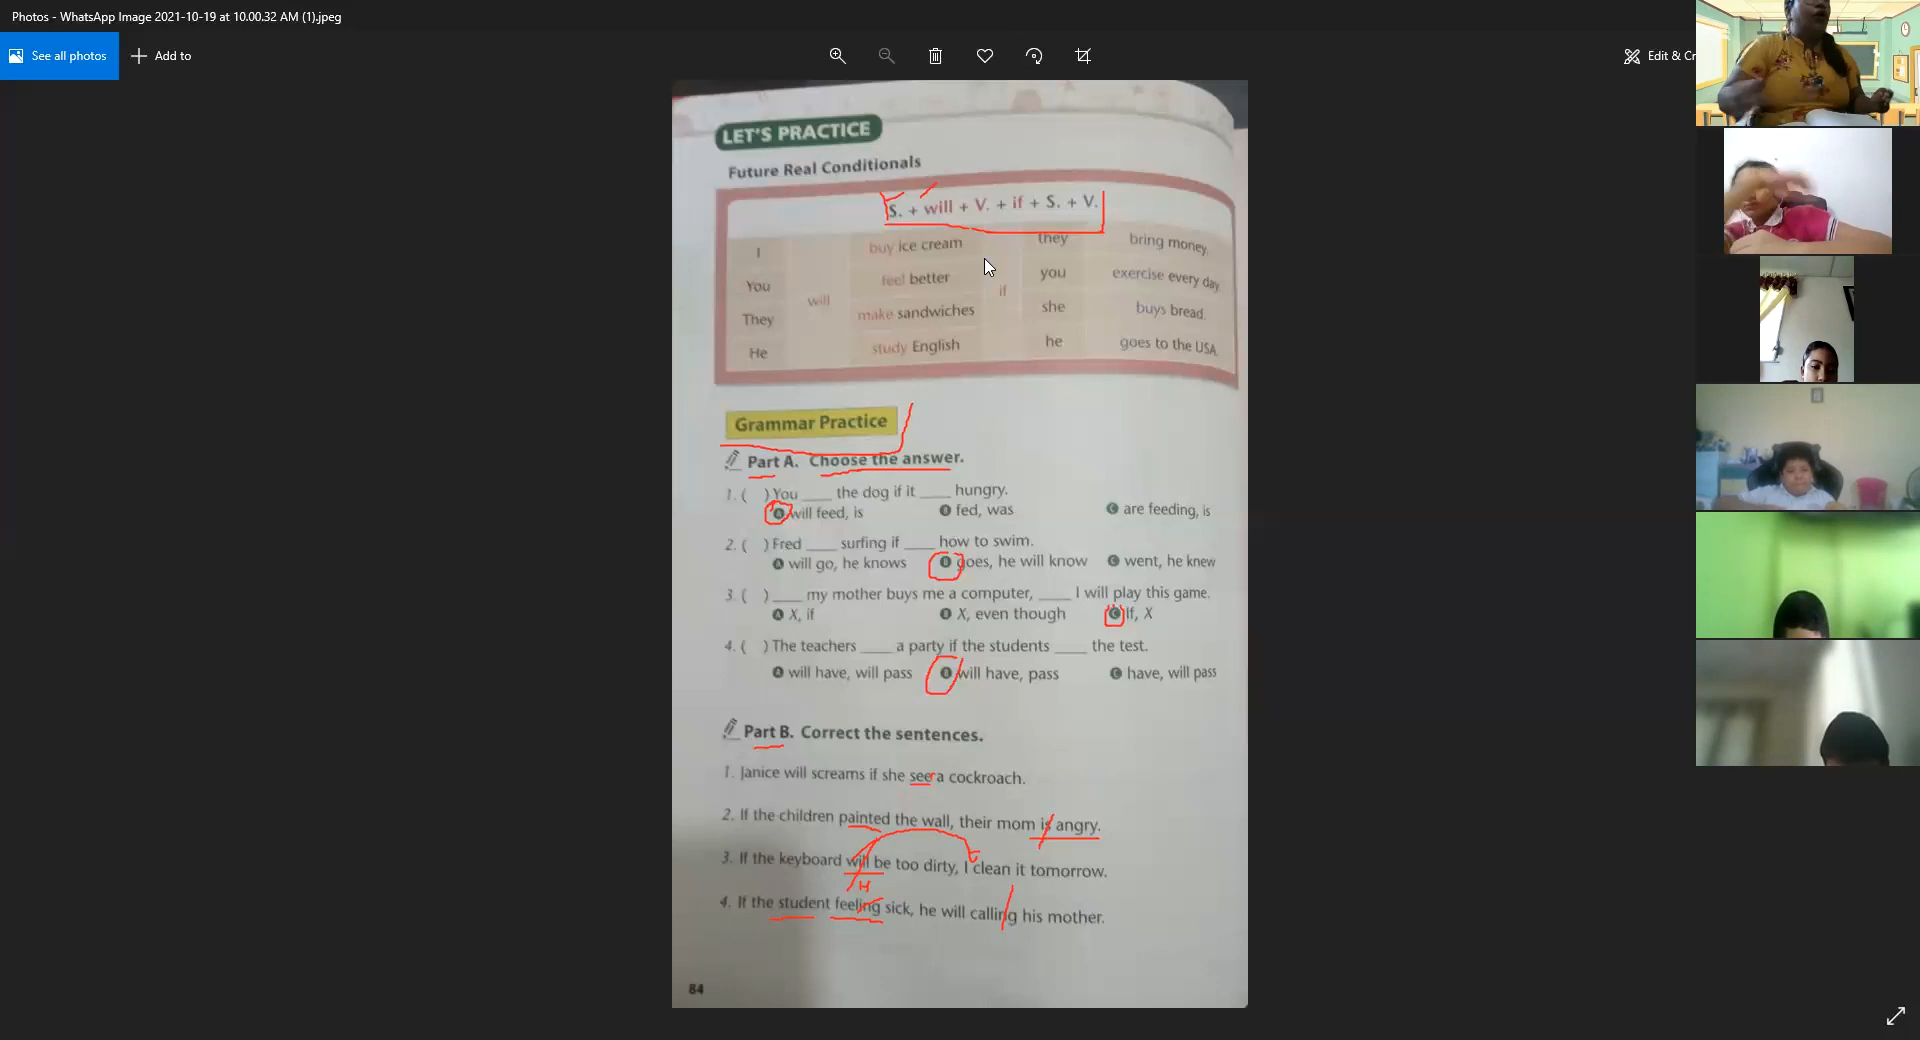 Photos - WhatsApp Image 2021-10-19 at 10.00.32 AM (1).jpeg
See all photos
Add to
Edit & Cr
LET'S PRACTICE
Future Real Conditionals
S. + will + V. + if + S. + V.
I will buy ice cream if they bring money.
You feel better you exercise every day.
They make sandwiches she buys bread.
He study English he goes to the USA.
Grammar Practice
Part A. Choose the answer.
1. ( ) You ____ the dog if it ____ hungry.
A will feed, is B fed, was C are feeding, is
2. ( ) Fred ____ surfing if ____ how to swim.
A will go, he knows B goes, he will know C went, he knew
3. ( ) ____ my mother buys me a computer, ____ I will play this game.
A X, if B X, even though C If, X
4. ( ) The teachers ____ a party if the students ____ the test.
A will have, will pass B will have, pass C have, will pass
Part B. Correct the sentences.
1. Janice will screams if she see a cockroach.
2. If the children painted the wall, their mom is angry.
3. If the keyboard will be too dirty, I clean it tomorrow.
4. If the student feeling sick, he will calling his mother.
84